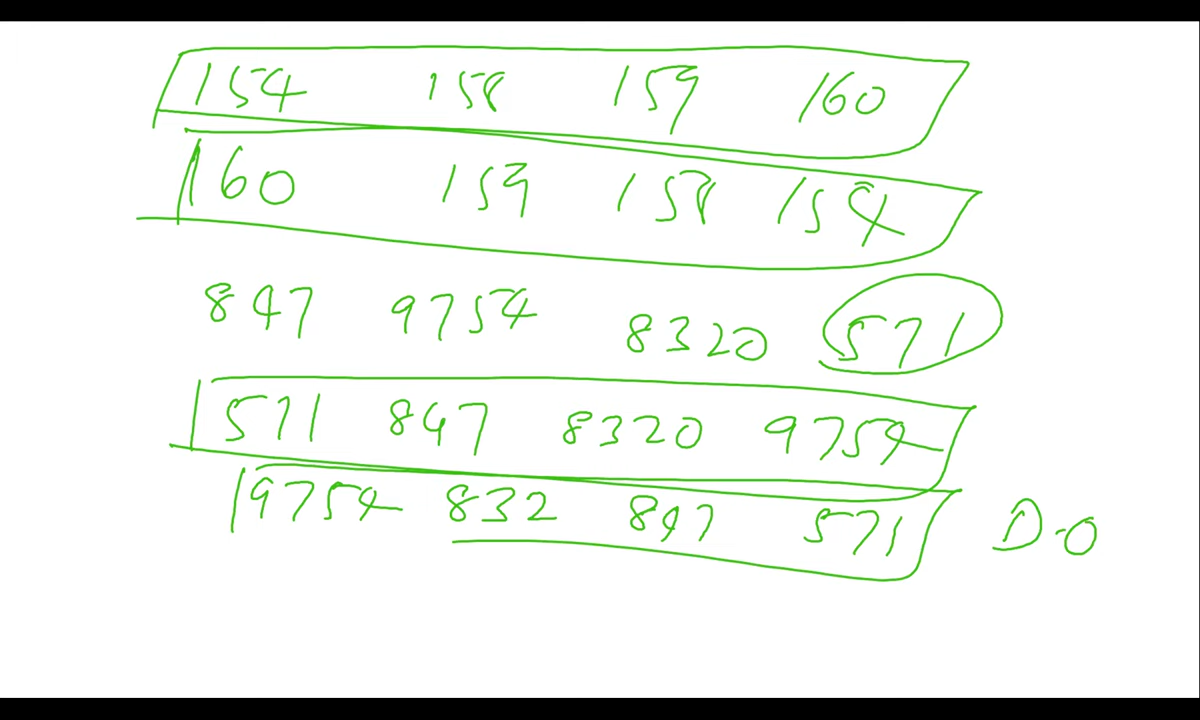 154 158 159 160
160 159 158 154
847 9754 8320 571
571 847 8320 9754
9754 832 847 571 D-O